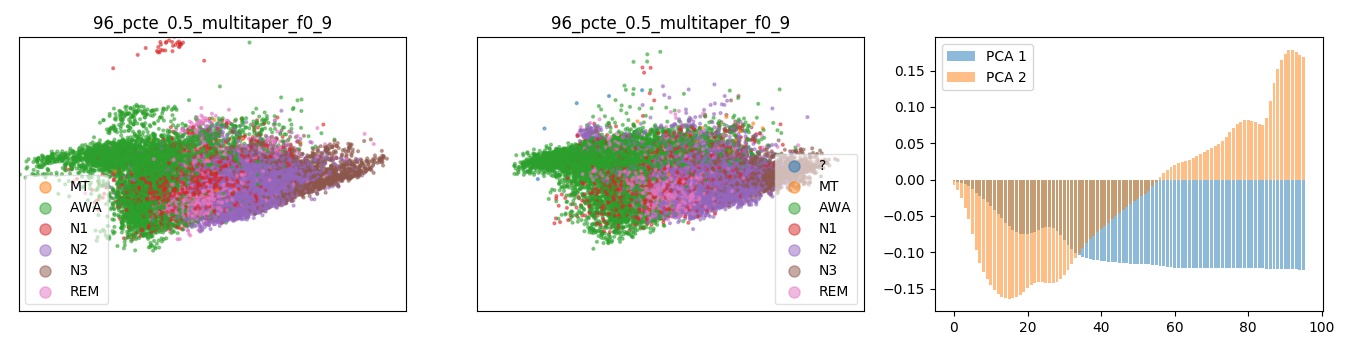 96_pcte_0.5_multitaper_f0_9
MT
AWA
N1
N2
N3
REM
96_pcte_0.5_multitaper_f0_9
?
MT
AWA
N1
N2
N3
REM
PCA 1
PCA 2
0.15
0.10
0.05
0.00
−0.05
−0.10
−0.15
0 20 40 60 80 100